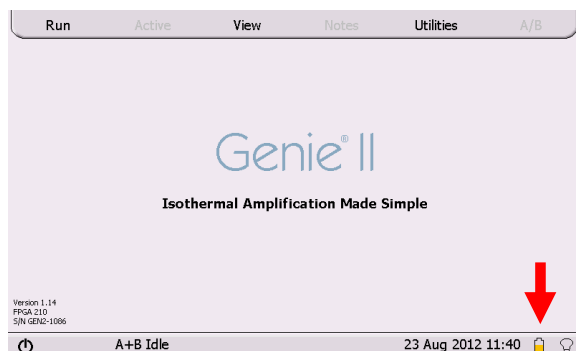 Run Active View Notes Utilities A/B
Genie® II
Isothermal Amplification Made Simple
Version 1.14
FPGA 210
S/N GEN2-1086
A+B Idle 23 Aug 2012 11:40